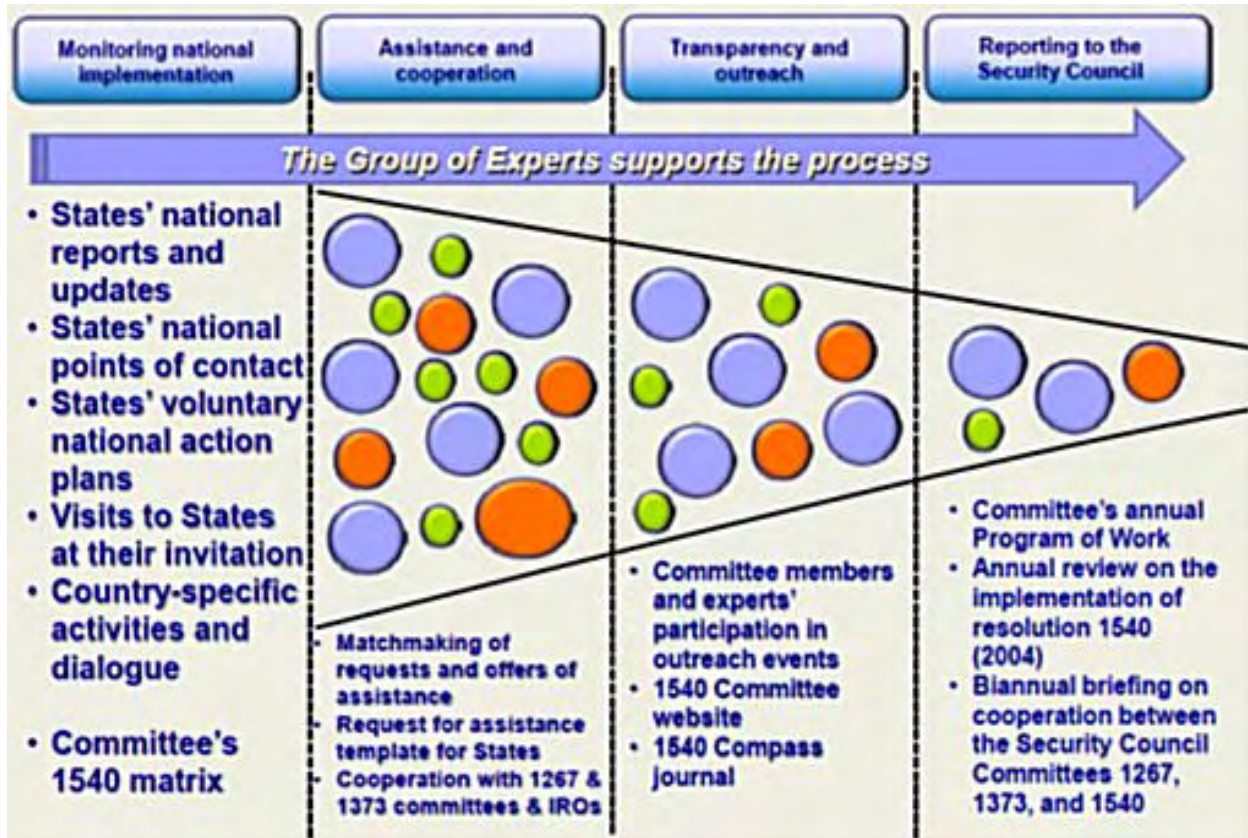 Monitoring national
implementation
Assistance and
cooperation
Transparency and
outreach
Reporting to the
Security Council
The Group of Experts supports the process
• States' national
reports and
updates
• States' national
points of contact
• States' voluntary
national action
plans
• Visits to States
at their invitation
• Country-specific
activities and
dialogue
• Committee's
1540 matrix
• Matchmaking of
requests and offers of
assistance
• Request for assistance
template for States
• Cooperation with 1267 &
1373 committees & IROs
• Committee members
and experts'
participation in
outreach events
• 1540 Committee
website
• 1540 Compass
journal
• Committee's annual
Program of Work
• Annual review on the
implementation of
resolution 1540
(2004)
• Biannual briefing on
cooperation between
the Security Council
Committees 1267,
1373, and 1540